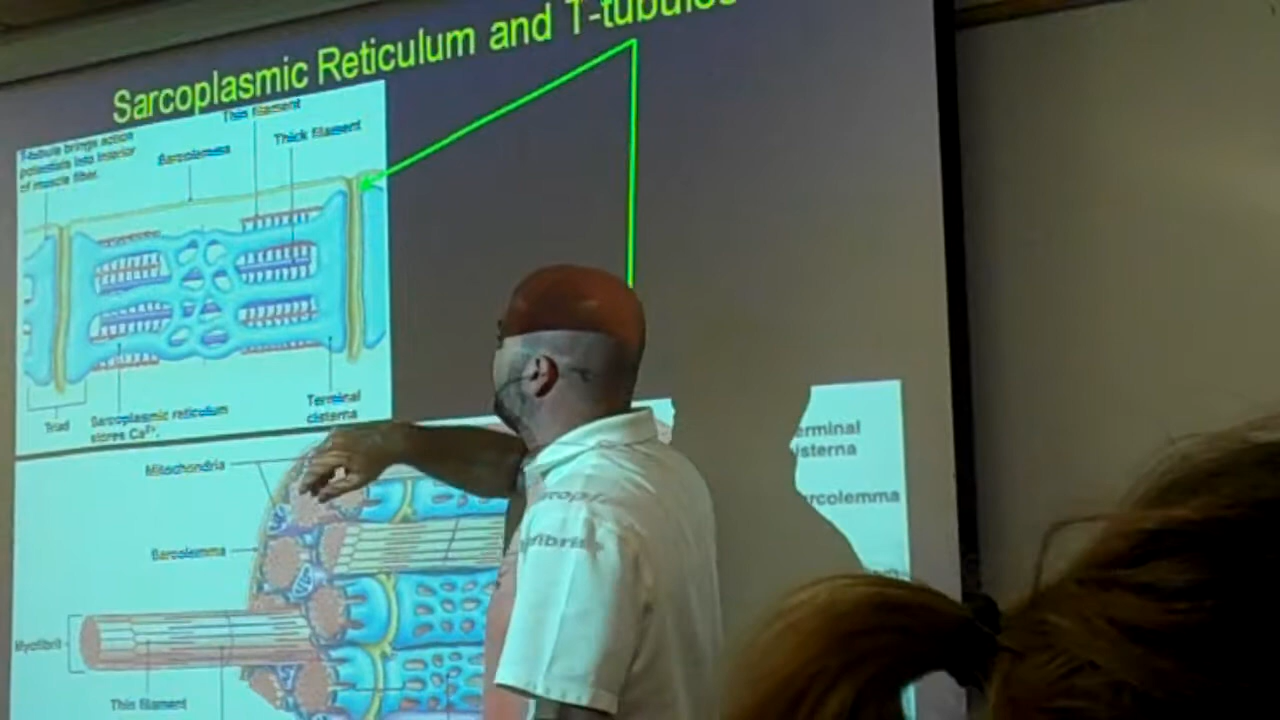 Sarcoplasmic Reticulum and T-tubules
Thin filament
T-tubule brings action
potentials into interior
of muscle fiber.
Sarcolemma
Thick filament
Triad
Sarcoplasmic reticulum
stores Ca²⁺.
Terminal
cisterna
Mitochondria
Sarcolemma
Myofibril
Thin filament
erminal
isterna
rcolemma